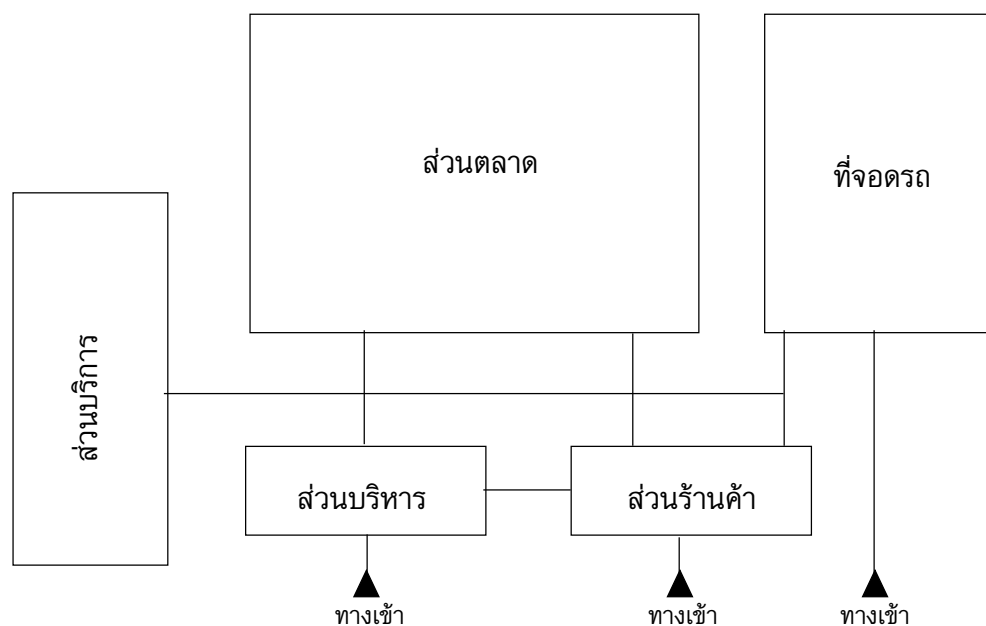 ส่วนตลาด
ที่จอดรถ
ส่วนบริการ
ส่วนบริหาร
ส่วนร้านค้า
ทางเข้า
ทางเข้า
ทางเข้า